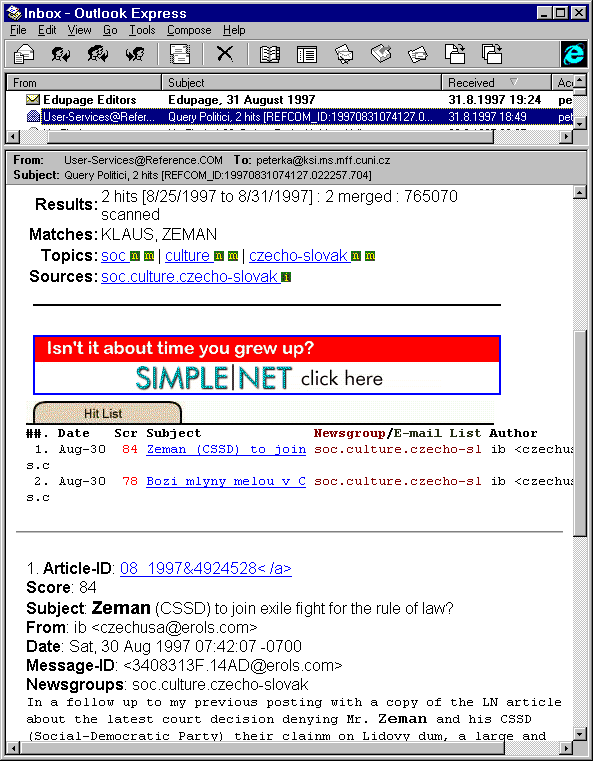 Inbox - Outlook Express
File Edit View Go Tools Compose Help
From Subject Received Acc
Edupage Editors Edupage, 31 August 1997 31.8.1997 19:24 pe
User-Services@Refer... Query Politici, 2 hits [REFCOM_ID:19970831074127.0... 31.8.1997 18:49 pet
From: User-Services@Reference.COM To: peterka@ksi.ms.mff.cuni.cz
Subject: Query Politici, 2 hits [REFCOM_ID:19970831074127.022257.704]
Results: 2 hits [8/25/1997 to 8/31/1997] : 2 merged : 765070
scanned
Matches: KLAUS, ZEMAN
Topics: soc n m | culture n m | czecho-slovak n m
Sources: soc.culture.czecho-slovak i
Isn't it about time you grew up?
SIMPLE|NET click here
Hit List
##. Date Scr Subject Newsgroup/E-mail List Author
1. Aug-30 84 Zeman (CSSD) to join soc.culture.czecho-sl ib <czechus
s.c
2. Aug-30 78 Bozi mlyny melou v C soc.culture.czecho-sl ib <czechus
s.c
1. Article-ID: 08_1997&4924528< /a>
Score: 84
Subject: Zeman (CSSD) to join exile fight for the rule of law?
From: ib <czechusa@erols.com>
Date: Sat, 30 Aug 1997 07:42:07 -0700
Message-ID: <3408313F.14AD@erols.com>
Newsgroups: soc.culture.czecho-slovak
In a follow up to my previous posting with a copy of the LN article
about the latest court decision denying Mr. Zeman and his CSSD
(Social-Democratic Party) their claimn on Lidovy dum, a large and